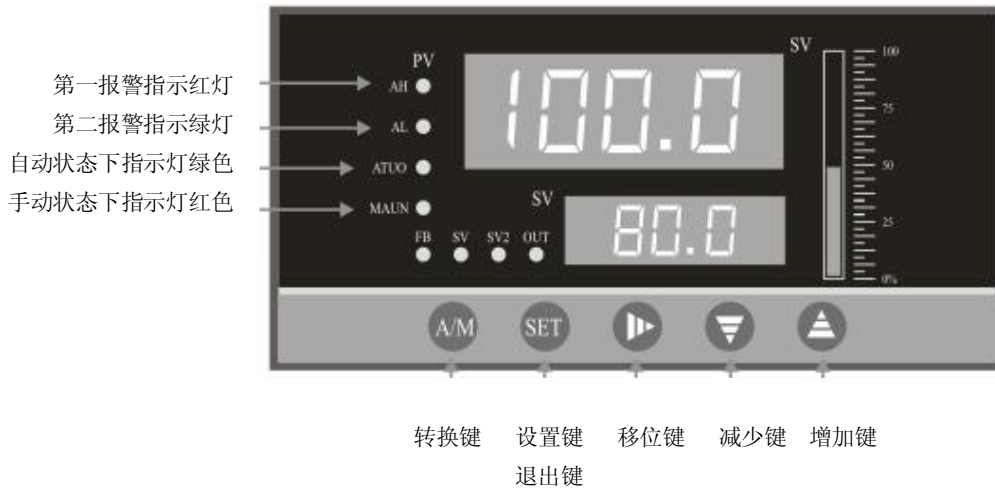 PV
SV
100
第一报警指示红灯
AH
100.0
第二报警指示绿灯
AL
75
自动状态下指示灯绿色
ATUO
50
手动状态下指示灯红色
MAUN
SV
80.0
25
FB SV SV2 OUT
0%
A/M SET
转换键 设置键 移位键 减少键 增加键
退出键